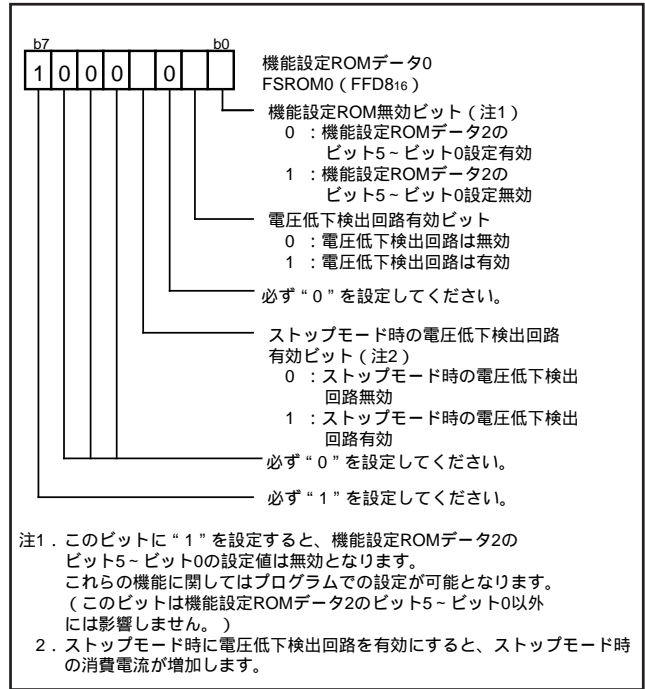 b7 b0
1 0 0 0 0
機能設定ROMデータ0
FSROM0（FFD816）
機能設定ROM無効ビット（注1）
0 ：機能設定ROMデータ2の
ビット5～ビット0設定有効
1 ：機能設定ROMデータ2の
ビット5～ビット0設定無効
電圧低下検出回路有効ビット
0 ：電圧低下検出回路は無効
1 ：電圧低下検出回路は有効
必ず“0”を設定してください。
ストップモード時の電圧低下検出回路
有効ビット（注2）
0 ：ストップモード時の電圧低下検出
回路無効
1 ：ストップモード時の電圧低下検出
回路有効
必ず“0”を設定してください。
必ず“1”を設定してください。
注1．このビットに“1”を設定すると、機能設定ROMデータ2の
ビット5～ビット0の設定値は無効となります。
これらの機能に関してはプログラムでの設定が可能となります。
（このビットは機能設定ROMデータ2のビット5～ビット0以外
には影響しません。）
2．ストップモード時に電圧低下検出回路を有効にすると、ストップモード時
の消費電流が増加します。